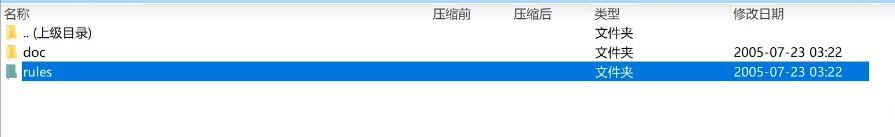 名称 压缩前 压缩后 类型 修改日期
.. (上级目录) 文件夹
doc 文件夹 2005-07-23 03:22
rules 文件夹 2005-07-23 03:22